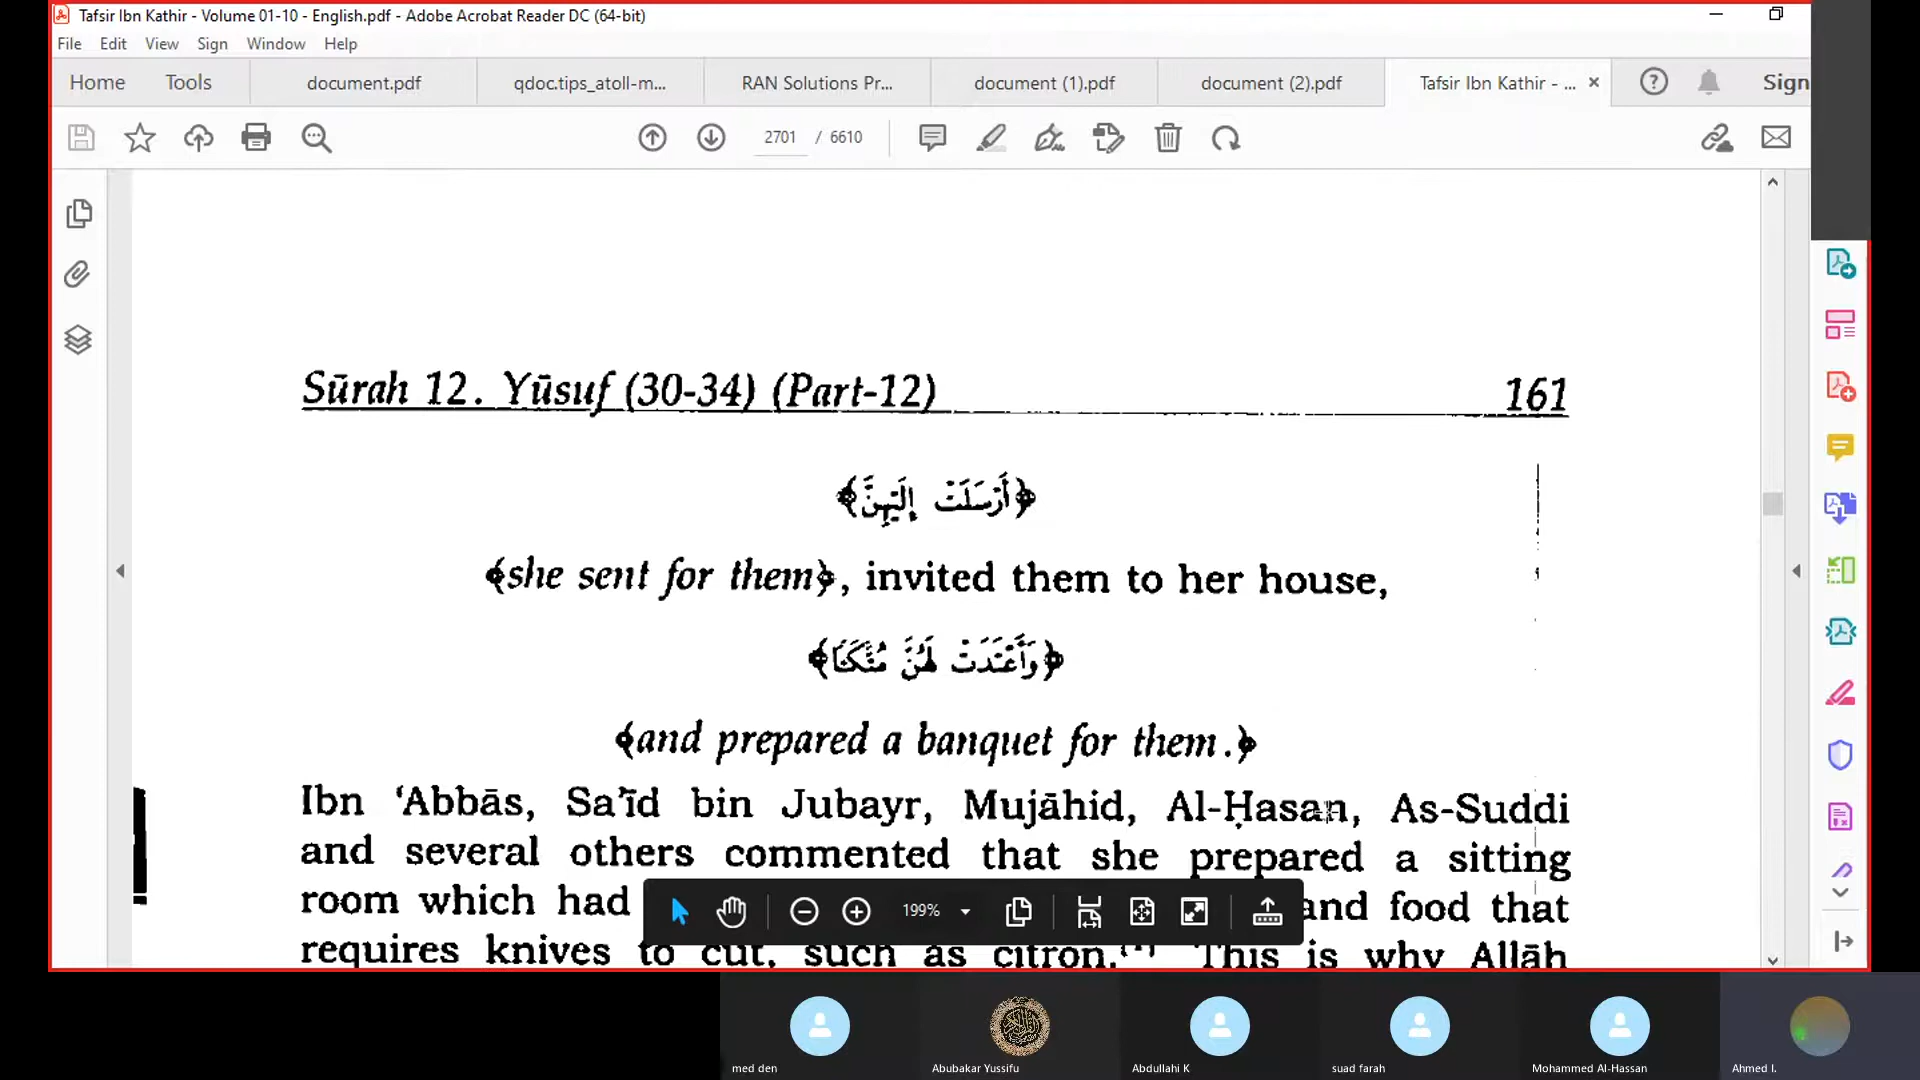 Tafsir Ibn Kathir - Volume 01-10 - English.pdf - Adobe Acrobat Reader DC (64-bit)
File Edit View Sign Window Help
Home Tools document.pdf qdoc.tips_atoll-m... RAN Solutions Pr... document (1).pdf document (2).pdf Tafsir Ibn Kathir - ... × Sign
2701 / 6610
Sūrah 12. Yūsuf (30-34) (Part-12) 161
﴿أَرْسَلَتْ إِلَيْهِنَّ﴾
﴾she sent for them﴿, invited them to her house,
﴿وَأَعْتَدَتْ لَهُنَّ مُتَّكَئًا﴾
﴾and prepared a banquet for them.﴿
Ibn ‘Abbās, Sa‘īd bin Jubayr, Mujāhid, Al-Ḥasan, As-Suddi
and several others commented that she prepared a sitting
room which had and food that
requires knives to cut, such as citron.[1] This is why Allāh
199%
med den Abubakar Yussifu Abdullahi K suad farah Mohammed Al-Hassan Ahmed I.